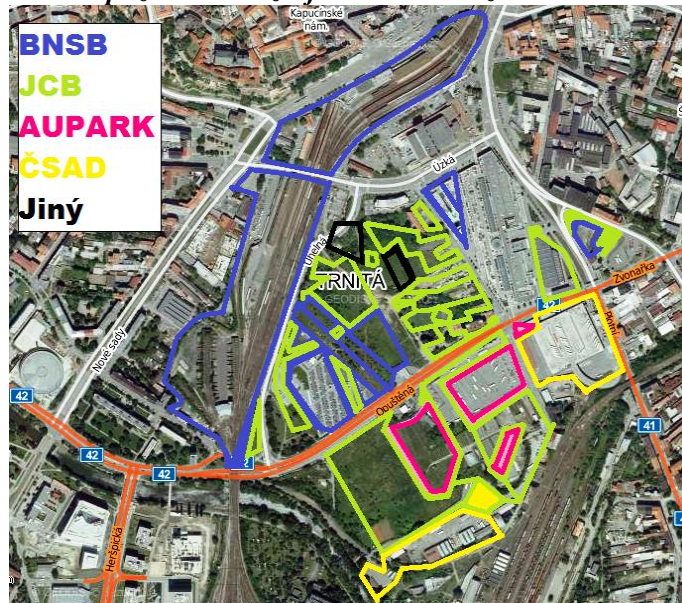 Kapucínské
nám.
BNSB
JCB
AUPARK
ČSAD
Jiný
Úzká
Uhelná
TRNITÁ
GEODIS
Zvonařka
42
Plotní
Nové sady
Opuštěná
42
42
42
41
Heršpická